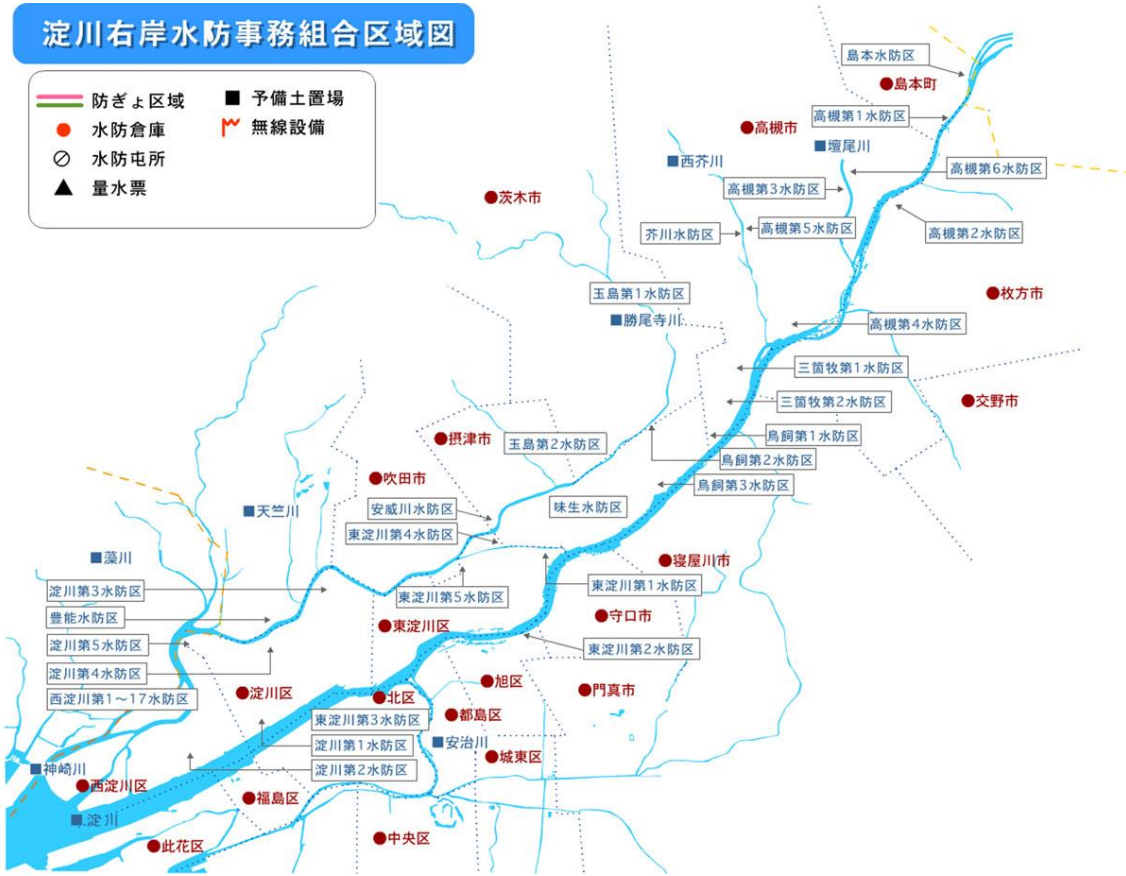 淀川右岸水防事務組合区域図
防ぎょ区域
■予備土置場
水防倉庫
無線設備
水防屯所
量水票
島本水防区
●島本町
高槻第1水防区
●高槻市
■壇尾川
■西芥川
高槻第6水防区
高槻第3水防区
●茨木市
芥川水防区
高槻第5水防区
高槻第2水防区
玉島第1水防区
●枚方市
■勝尾寺川
高槻第4水防区
三箇牧第1水防区
三箇牧第2水防区
●交野市
鳥飼第1水防区
●摂津市
玉島第2水防区
鳥飼第2水防区
●吹田市
鳥飼第3水防区
安威川水防区
味生水防区
■天竺川
東淀川第4水防区
■藻川
●寝屋川市
淀川第3水防区
東淀川第1水防区
東淀川第5水防区
豊能水防区
●守口市
●東淀川区
淀川第5水防区
東淀川第2水防区
淀川第4水防区
●旭区
●門真市
●淀川区
●北区
西淀川第1～17水防区
東淀川第3水防区
●都島区
■安治川
淀川第1水防区
●城東区
■神崎川
淀川第2水防区
●西淀川区
●福島区
■淀川
●中央区
●此花区